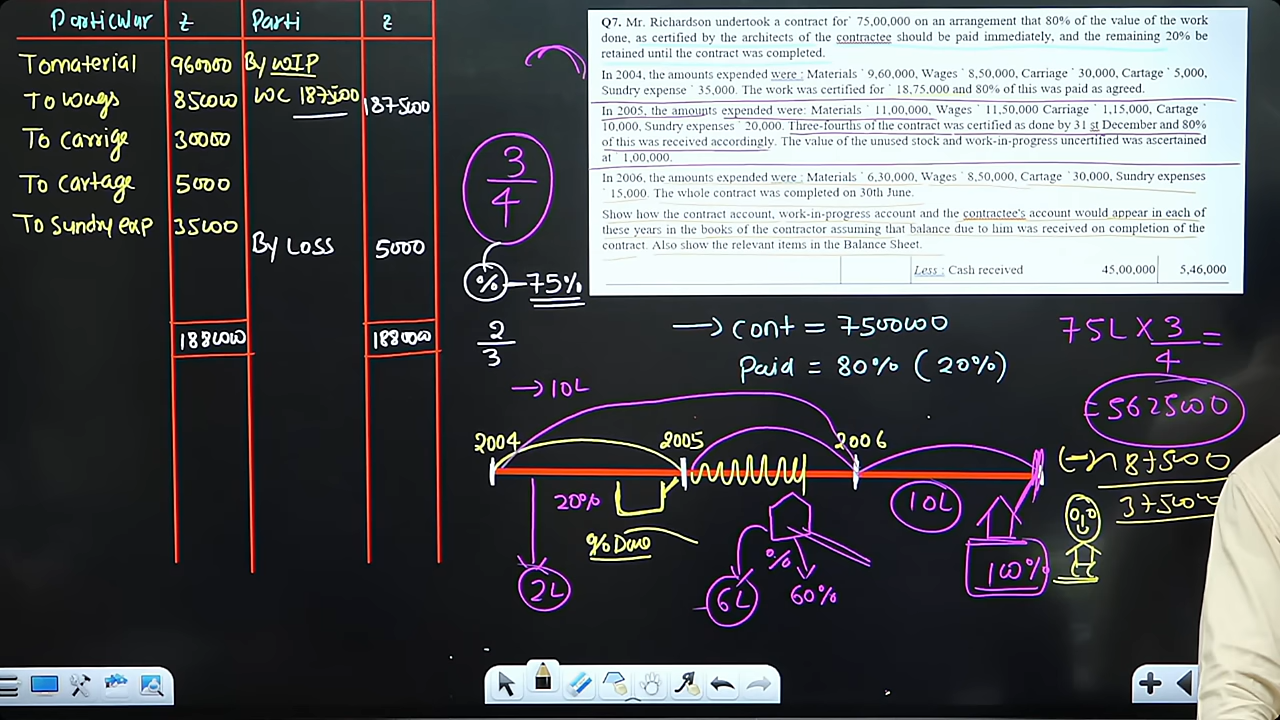 Particular ₹ Parti ₹
To material 960000 By WIP
To wags 850000 WC 1875000 1875000
To Carrige 30000
To Cartage 5000
To Sundry exp 35000
By Loss 5000
1880000 1880000
3/4
% — 75%
2/3
Q7. Mr. Richardson undertook a contract for ` 75,00,000 on an arrangement that 80% of the value of the work
done, as certified by the architects of the contractee should be paid immediately, and the remaining 20% be
retained until the contract was completed.
In 2004, the amounts expended were : Materials ` 9,60,000, Wages ` 8,50,000, Carriage ` 30,000, Cartage ` 5,000,
Sundry expense ` 35,000. The work was certified for ` 18,75,000 and 80% of this was paid as agreed.
In 2005, the amounts expended were: Materials ` 11,00,000, Wages ` 11,50,000 Carriage ` 1,15,000, Cartage `
10,000, Sundry expenses ` 20,000. Three-fourths of the contract was certified as done by 31 st December and 80%
of this was received accordingly. The value of the unused stock and work-in-progress uncertified was ascertained
at ` 1,00,000.
In 2006, the amounts expended were : Materials ` 6,30,000, Wages ` 8,50,000, Cartage ` 30,000, Sundry expenses
` 15,000. The whole contract was completed on 30th June.
Show how the contract account, work-in-progress account and the contractee's account would appear in each of
these years in the books of the contractor assuming that balance due to him was received on completion of the
contract. Also show the relevant items in the Balance Sheet.
Less : Cash received 45,00,000 5,46,000
→ Cont = 7500000
Paid = 80% (20%)
75L × 3/4 =
= 5625000
→ 10L
2004 2005 2006
20%
% Done
2L
%
6L
60%
10L
100%